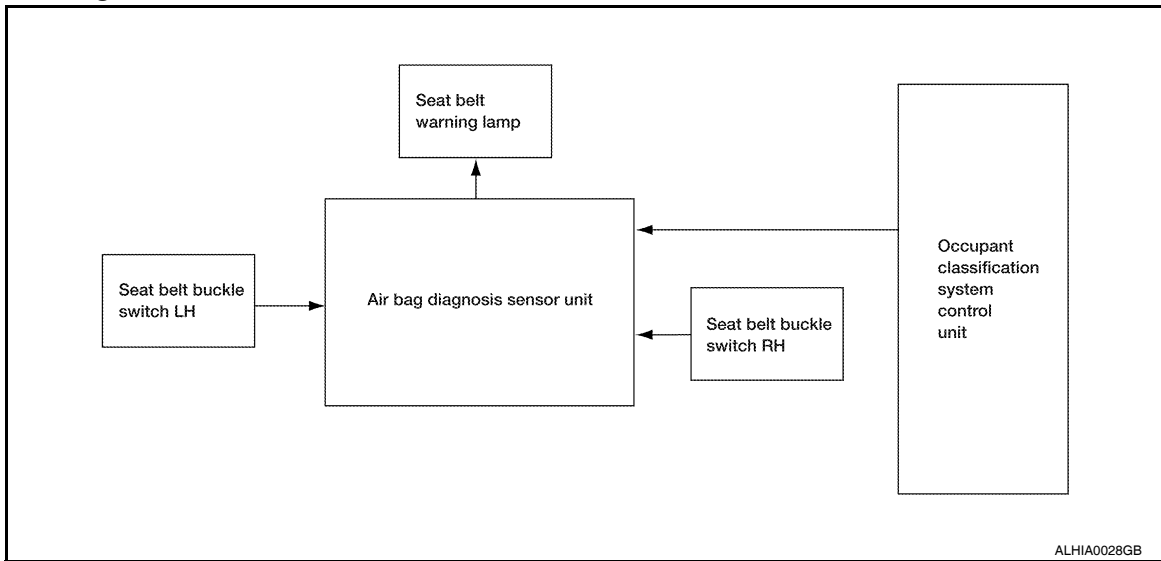 Seat belt
warning lamp
Seat belt buckle
switch LH
Air bag diagnosis sensor unit
Seat belt buckle
switch RH
Occupant
classification
system
control
unit
ALHIA0028GB